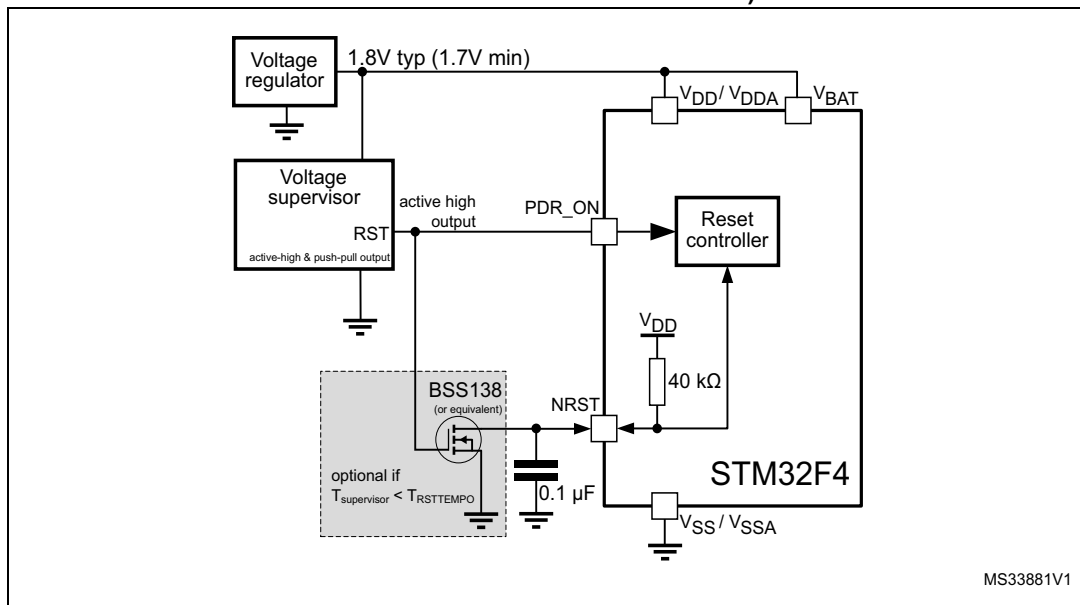 Voltage
regulator
1.8V typ (1.7V min)
VDD / VDDA
VBAT
Voltage
supervisor
RST
active-high & push-pull output
active high
output
PDR_ON
Reset
controller
VDD
40 kΩ
BSS138
(or equivalent)
NRST
optional if
Tsupervisor < TRSTTEMPO
0.1 µF
STM32F4
VSS / VSSA
MS33881V1